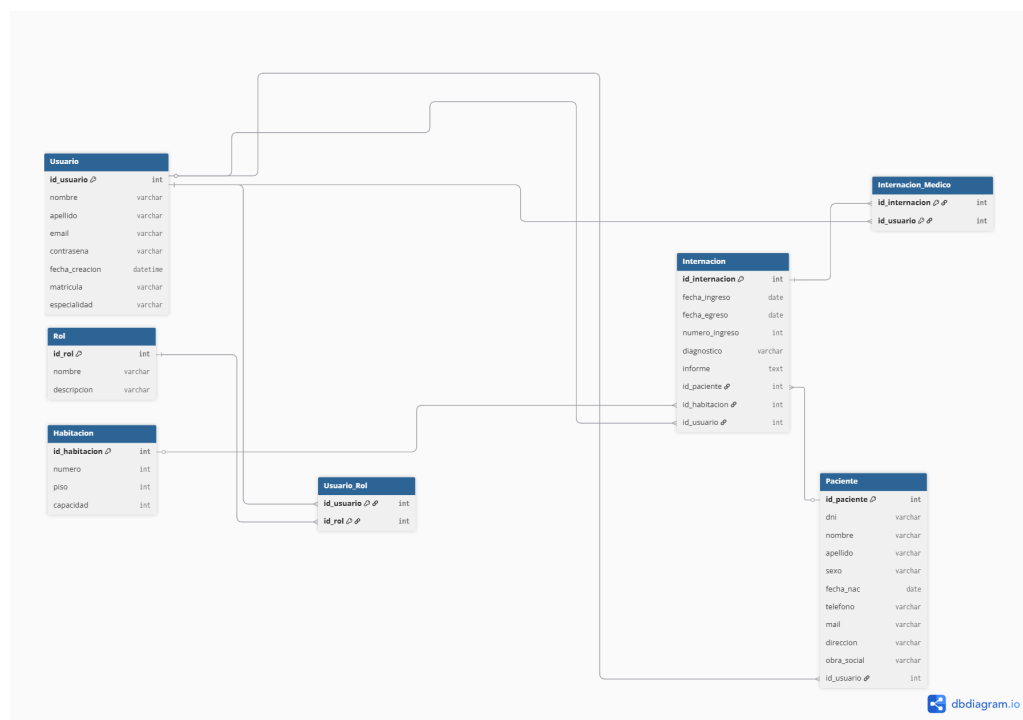 Usuario
id_usuario int
nombre varchar
apellido varchar
email varchar
contrasena varchar
fecha_creacion datetime
matricula varchar
especialidad varchar
Rol
id_rol int
nombre varchar
descripcion varchar
Habitacion
id_habitacion int
numero int
piso int
capacidad int
Usuario_Rol
id_usuario int
id_rol int
Internacion_Medico
id_internacion int
id_usuario int
Internacion
id_internacion int
fecha_ingreso date
fecha_egreso date
numero_ingreso int
diagnostico varchar
informe text
id_paciente int
id_habitacion int
id_usuario int
Paciente
id_paciente int
dni varchar
nombre varchar
apellido varchar
sexo varchar
fecha_nac date
telefono varchar
mail varchar
direccion varchar
obra_social varchar
id_usuario int
dbdiagram.io